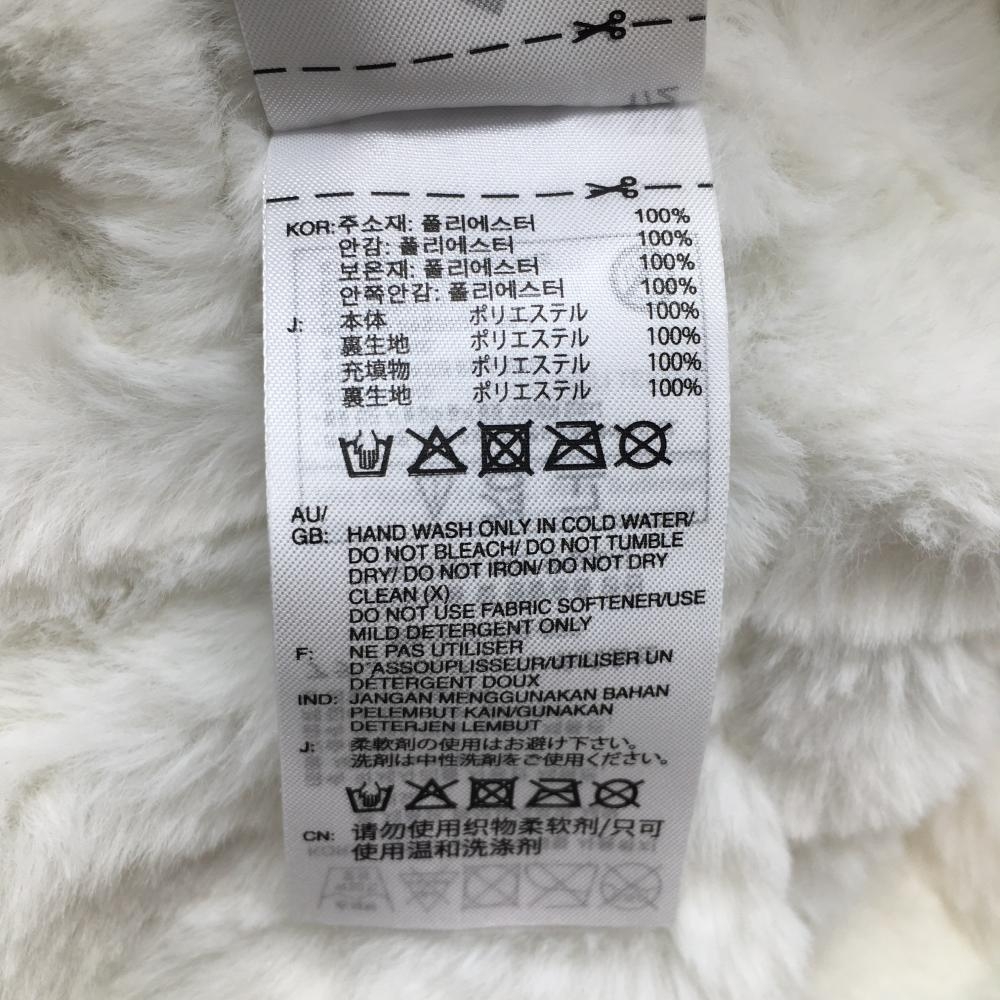 KOR: 주소재: 폴리에스터 100%
안감: 폴리에스터 100%
보온재: 폴리에스터 100%
안쪽안감: 폴리에스터 100%
J: 本体 ポリエステル 100%
裏生地 ポリエステル 100%
充填物 ポリエステル 100%
裏生地 ポリエステル 100%
AU/
GB: HAND WASH ONLY IN COLD WATER/
DO NOT BLEACH/ DO NOT TUMBLE
DRY/ DO NOT IRON/ DO NOT DRY
CLEAN (X)
DO NOT USE FABRIC SOFTENER/USE
MILD DETERGENT ONLY
F: NE PAS UTILISER
D'ASSOUPLISSEUR/UTILISER UN
DÉTERGENT DOUX
IND: JANGAN MENGGUNAKAN BAHAN
PELEMBUT KAIN/GUNAKAN
DETERJEN LEMBUT
J: 柔軟剤の使用はお避け下さい。
洗剤は中性洗剤をご使用ください。
CN: 请勿使用织物柔软剂/只可
使用温和洗涤剂